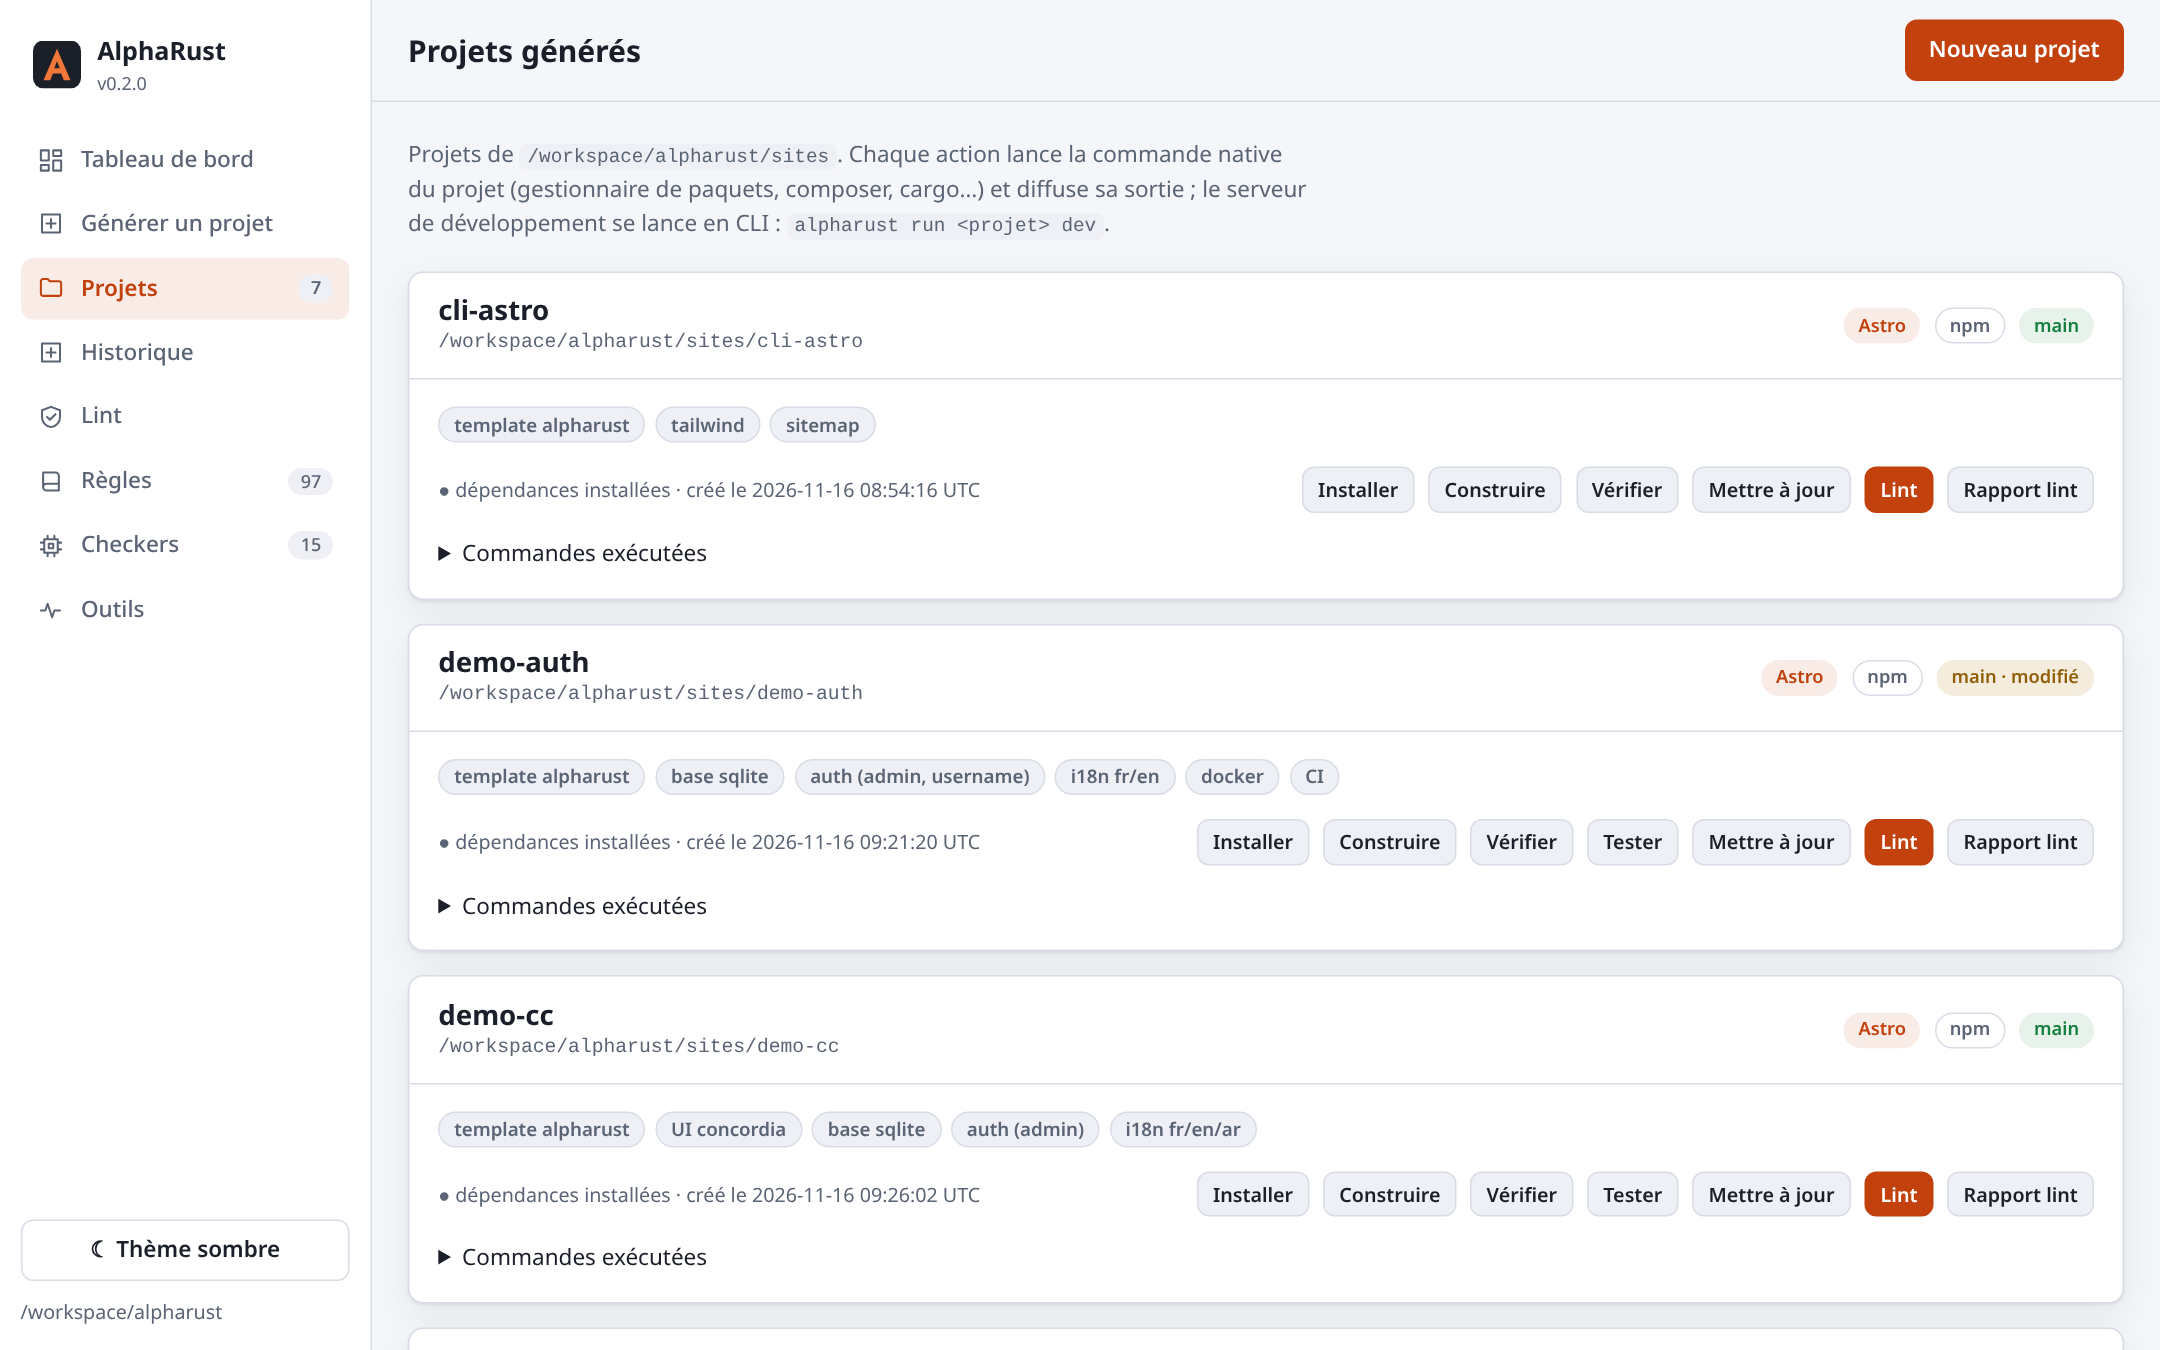 AlphaRust
v0.2.0
Tableau de bord
Générer un projet
Projets 7
Historique
Lint
Règles 97
Checkers 15
Outils
☾ Thème sombre
/workspace/alpharust
Projets générés
Nouveau projet
Projets de /workspace/alpharust/sites. Chaque action lance la commande native
du projet (gestionnaire de paquets, composer, cargo…) et diffuse sa sortie ; le serveur
de développement se lance en CLI : alpharust run <projet> dev.
cli-astro
/workspace/alpharust/sites/cli-astro
Astro npm main
template alpharust tailwind sitemap
● dépendances installées · créé le 2026-11-16 08:54:16 UTC
Installer Construire Vérifier Mettre à jour Lint Rapport lint
▶ Commandes exécutées
demo-auth
/workspace/alpharust/sites/demo-auth
Astro npm main · modifié
template alpharust base sqlite auth (admin, username) i18n fr/en docker CI
● dépendances installées · créé le 2026-11-16 09:21:20 UTC
Installer Construire Vérifier Tester Mettre à jour Lint Rapport lint
▶ Commandes exécutées
demo-cc
/workspace/alpharust/sites/demo-cc
Astro npm main
template alpharust UI concordia base sqlite auth (admin) i18n fr/en/ar
● dépendances installées · créé le 2026-11-16 09:26:02 UTC
Installer Construire Vérifier Tester Mettre à jour Lint Rapport lint
▶ Commandes exécutées